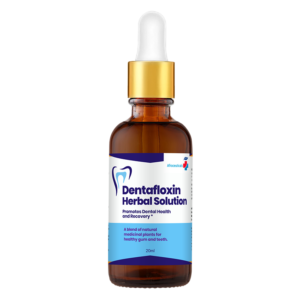 Dentafloxin
Herbal Solution
Promotes Dental Health
and Recovery *
A blend of natural
medicinal plants for
healthy gum and teeth.